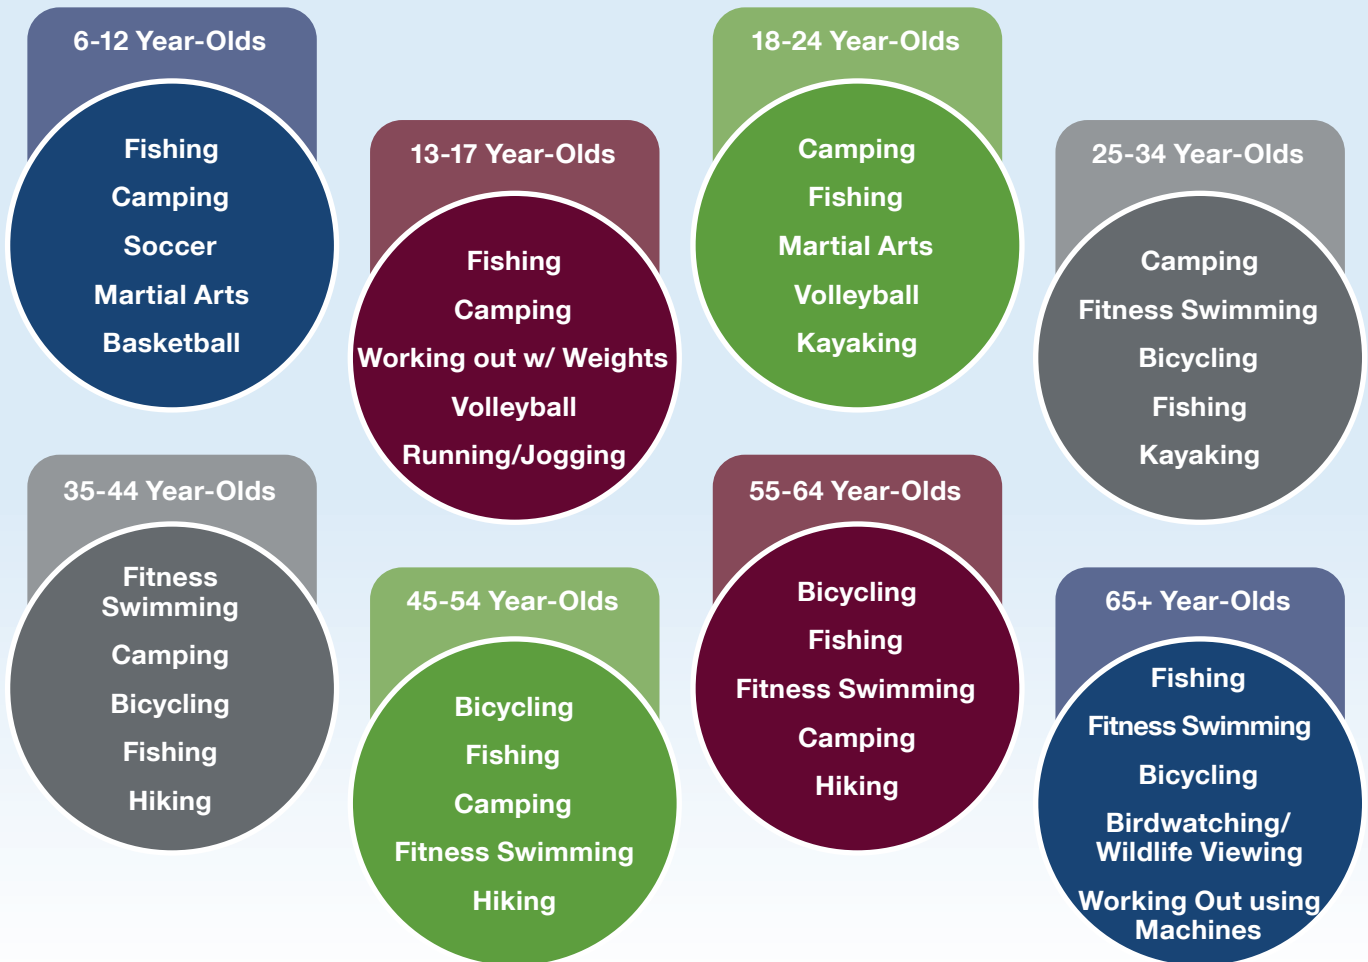 6-12 Year-Olds
Fishing
Camping
Soccer
Martial Arts
Basketball
13-17 Year-Olds
Fishing
Camping
Working out w/ Weights
Volleyball
Running/Jogging
18-24 Year-Olds
Camping
Fishing
Martial Arts
Volleyball
Kayaking
25-34 Year-Olds
Camping
Fitness Swimming
Bicycling
Fishing
Kayaking
35-44 Year-Olds
Fitness
Swimming
Camping
Bicycling
Fishing
Hiking
45-54 Year-Olds
Bicycling
Fishing
Camping
Fitness Swimming
Hiking
55-64 Year-Olds
Bicycling
Fishing
Fitness Swimming
Camping
Hiking
65+ Year-Olds
Fishing
Fitness Swimming
Bicycling
Birdwatching/
Wildlife Viewing
Working Out using
Machines